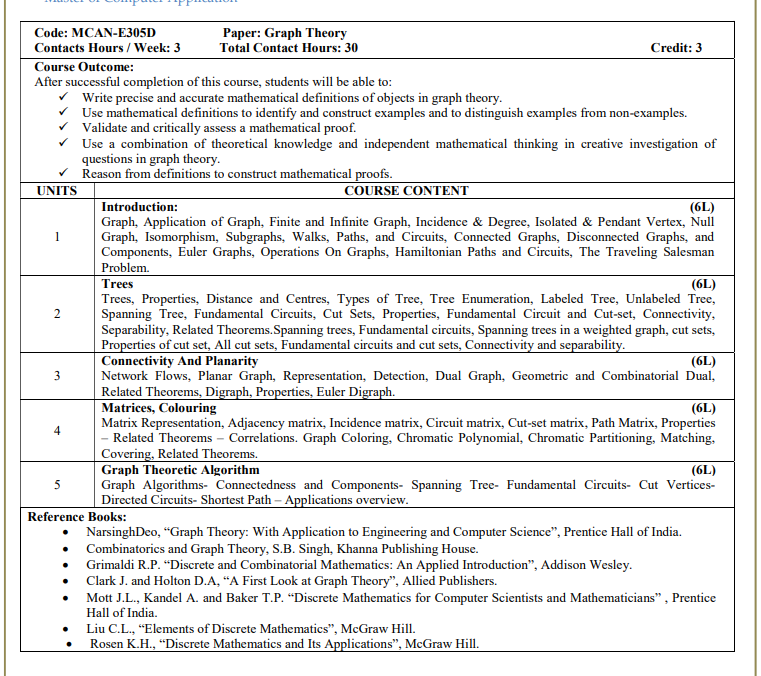 Master of Computer Application
Code: MCAN-E305D Paper: Graph Theory
Contacts Hours / Week: 3 Total Contact Hours: 30 Credit: 3
Course Outcome:
After successful completion of this course, students will be able to:
✓ Write precise and accurate mathematical definitions of objects in graph theory.
✓ Use mathematical definitions to identify and construct examples and to distinguish examples from non-examples.
✓ Validate and critically assess a mathematical proof.
✓ Use a combination of theoretical knowledge and independent mathematical thinking in creative investigation of
questions in graph theory.
✓ Reason from definitions to construct mathematical proofs.
UNITS COURSE CONTENT
1
Introduction: (6L)
Graph, Application of Graph, Finite and Infinite Graph, Incidence & Degree, Isolated & Pendant Vertex, Null
Graph, Isomorphism, Subgraphs, Walks, Paths, and Circuits, Connected Graphs, Disconnected Graphs, and
Components, Euler Graphs, Operations On Graphs, Hamiltonian Paths and Circuits, The Traveling Salesman
Problem.
2
Trees (6L)
Trees, Properties, Distance and Centres, Types of Tree, Tree Enumeration, Labeled Tree, Unlabeled Tree,
Spanning Tree, Fundamental Circuits, Cut Sets, Properties, Fundamental Circuit and Cut-set, Connectivity,
Separability, Related Theorems.Spanning trees, Fundamental circuits, Spanning trees in a weighted graph, cut sets,
Properties of cut set, All cut sets, Fundamental circuits and cut sets, Connectivity and separability.
3
Connectivity And Planarity (6L)
Network Flows, Planar Graph, Representation, Detection, Dual Graph, Geometric and Combinatorial Dual,
Related Theorems, Digraph, Properties, Euler Digraph.
4
Matrices, Colouring (6L)
Matrix Representation, Adjacency matrix, Incidence matrix, Circuit matrix, Cut-set matrix, Path Matrix, Properties
– Related Theorems – Correlations. Graph Coloring, Chromatic Polynomial, Chromatic Partitioning, Matching,
Covering, Related Theorems.
5
Graph Theoretic Algorithm (6L)
Graph Algorithms- Connectedness and Components- Spanning Tree- Fundamental Circuits- Cut Vertices-
Directed Circuits- Shortest Path – Applications overview.
Reference Books:
• NarsinghDeo, “Graph Theory: With Application to Engineering and Computer Science”, Prentice Hall of India.
• Combinatorics and Graph Theory, S.B. Singh, Khanna Publishing House.
• Grimaldi R.P. “Discrete and Combinatorial Mathematics: An Applied Introduction”, Addison Wesley.
• Clark J. and Holton D.A, “A First Look at Graph Theory”, Allied Publishers.
• Mott J.L., Kandel A. and Baker T.P. “Discrete Mathematics for Computer Scientists and Mathematicians” , Prentice
Hall of India.
• Liu C.L., “Elements of Discrete Mathematics”, McGraw Hill.
• Rosen K.H., “Discrete Mathematics and Its Applications”, McGraw Hill.